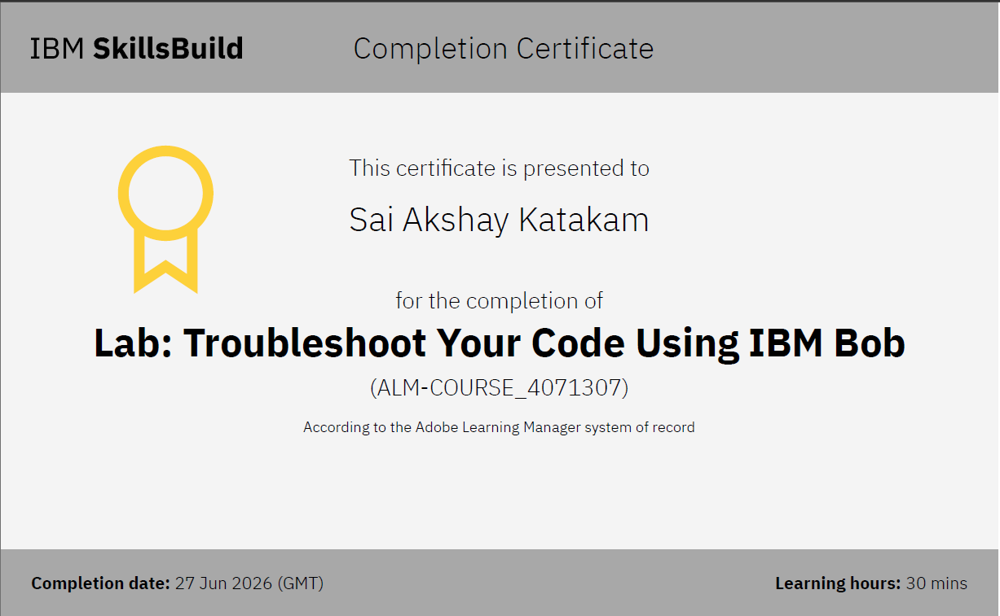 IBM SkillsBuild
Completion Certificate
This certificate is presented to
Sai Akshay Katakam
for the completion of
Lab: Troubleshoot Your Code Using IBM Bob
(ALM-COURSE_4071307)
According to the Adobe Learning Manager system of record
Completion date: 27 Jun 2026 (GMT)
Learning hours: 30 mins